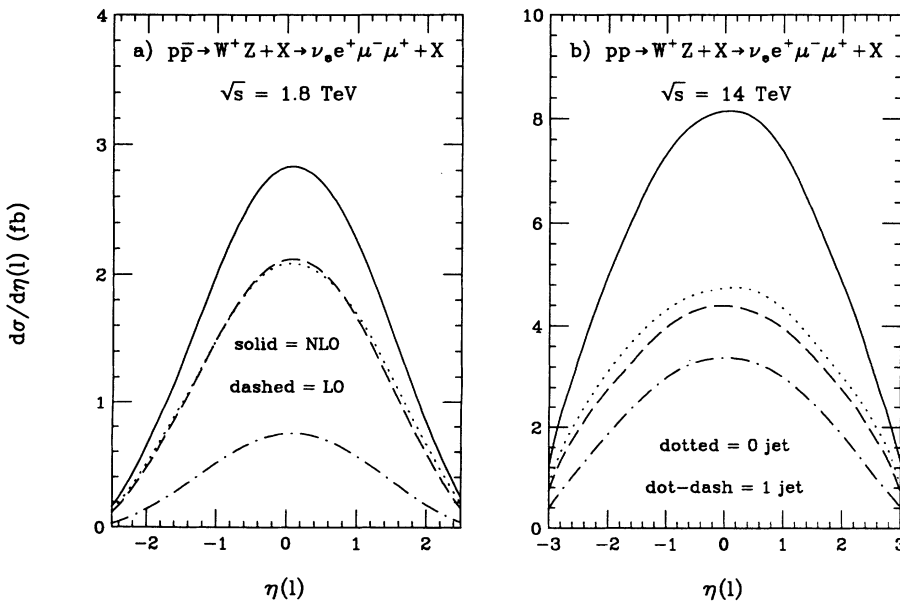 a) pp̄→W⁺Z+X→νₑe⁺μ⁻μ⁺+X
√s = 1.8 TeV
4
3
2
1
0
dσ/dη(l) (fb)
solid = NLO
dashed = LO
−2 −1 0 1 2
η(l)
b) pp→W⁺Z+X→νₑe⁺μ⁻μ⁺+X
√s = 14 TeV
10
8
6
4
2
0
dotted = 0 jet
dot−dash = 1 jet
−3 −2 −1 0 1 2 3
η(l)